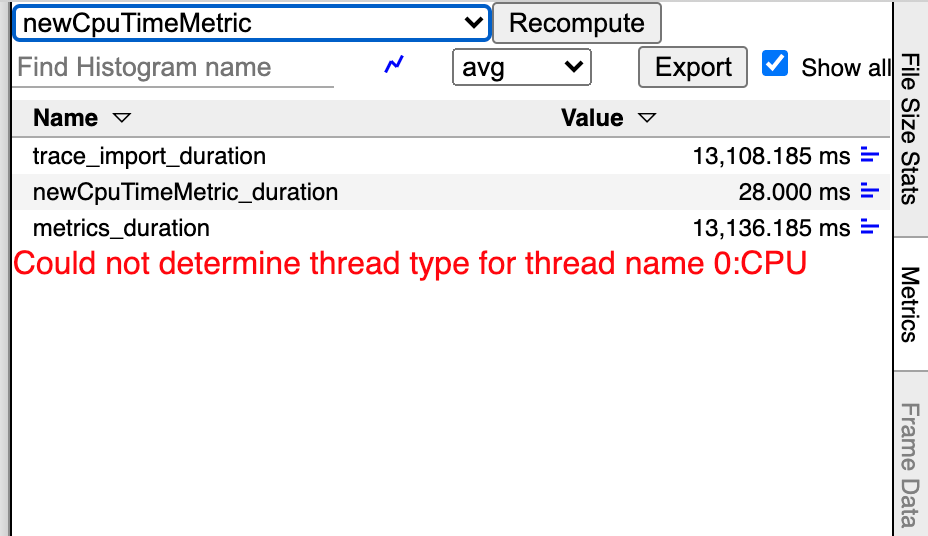 newCpuTimeMetric Recompute
Find Histogram name avg Export Show all
Name Value
trace_import_duration 13,108.185 ms
newCpuTimeMetric_duration 28.000 ms
metrics_duration 13,136.185 ms
Could not determine thread type for thread name 0:CPU
File Size Stats
Metrics
Frame Data